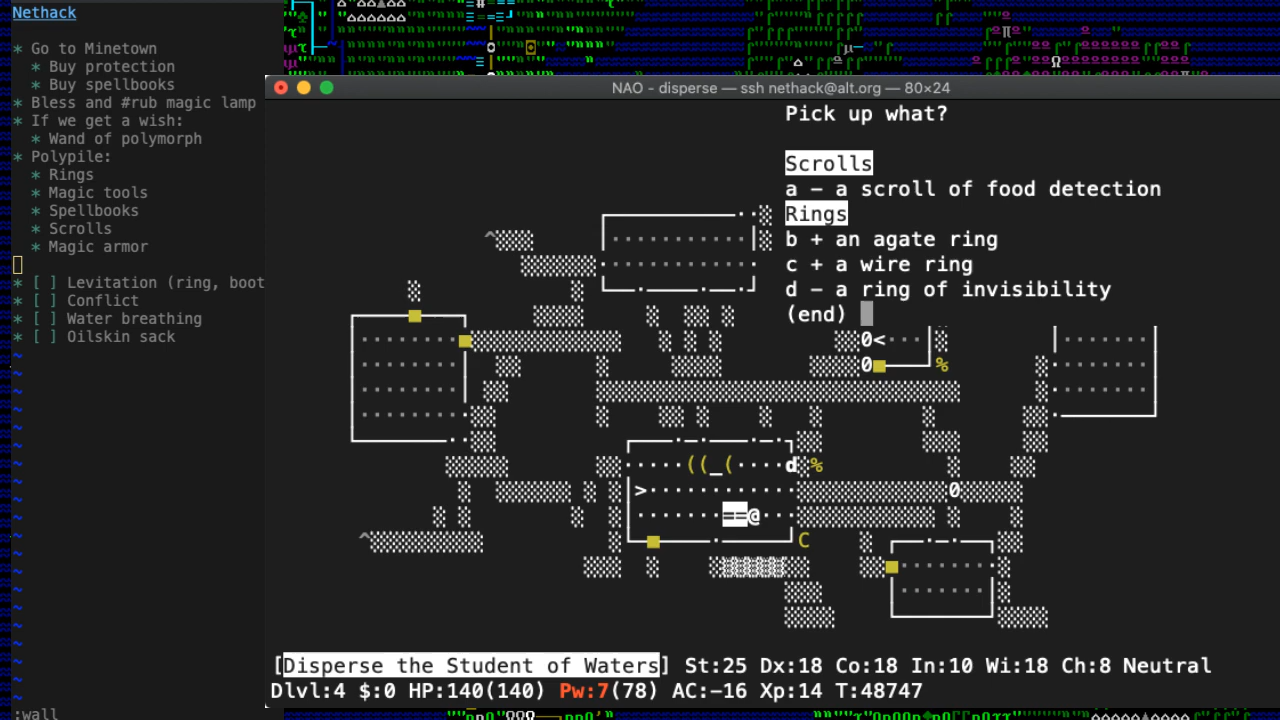 Nethack
* Go to Minetown
* Buy protection
* Buy spellbooks
* Bless and #rub magic lamp
* If we get a wish:
* Wand of polymorph
* Polypile:
* Rings
* Magic tools
* Spellbooks
* Scrolls
* Magic armor
* [ ] Levitation (ring, boot
* [ ] Conflict
* [ ] Water breathing
* [ ] Oilskin sack
:wall
NAO - disperse — ssh nethack@alt.org — 80×24
Pick up what?
Scrolls
a - a scroll of food detection
Rings
b + an agate ring
c + a wire ring
d - a ring of invisibility
(end)
[Disperse the Student of Waters] St:25 Dx:18 Co:18 In:10 Wi:18 Ch:8 Neutral
Dlvl:4 $:0 HP:140(140) Pw:7(78) AC:-16 Xp:14 T:48747